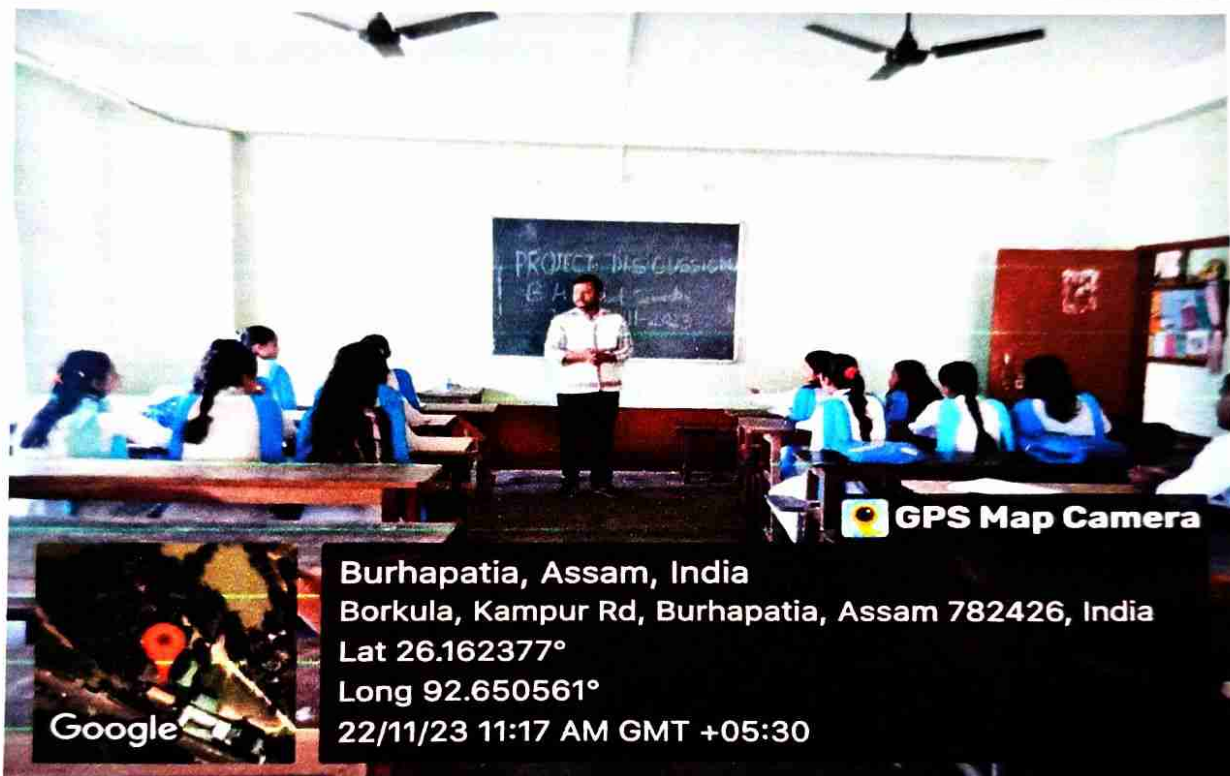 PROJECT DISCUSSION
GPS Map Camera
Burhapatia, Assam, India
Borkula, Kampur Rd, Burhapatia, Assam 782426, India
Lat 26.162377°
Long 92.650561°
22/11/23 11:17 AM GMT +05:30
Google